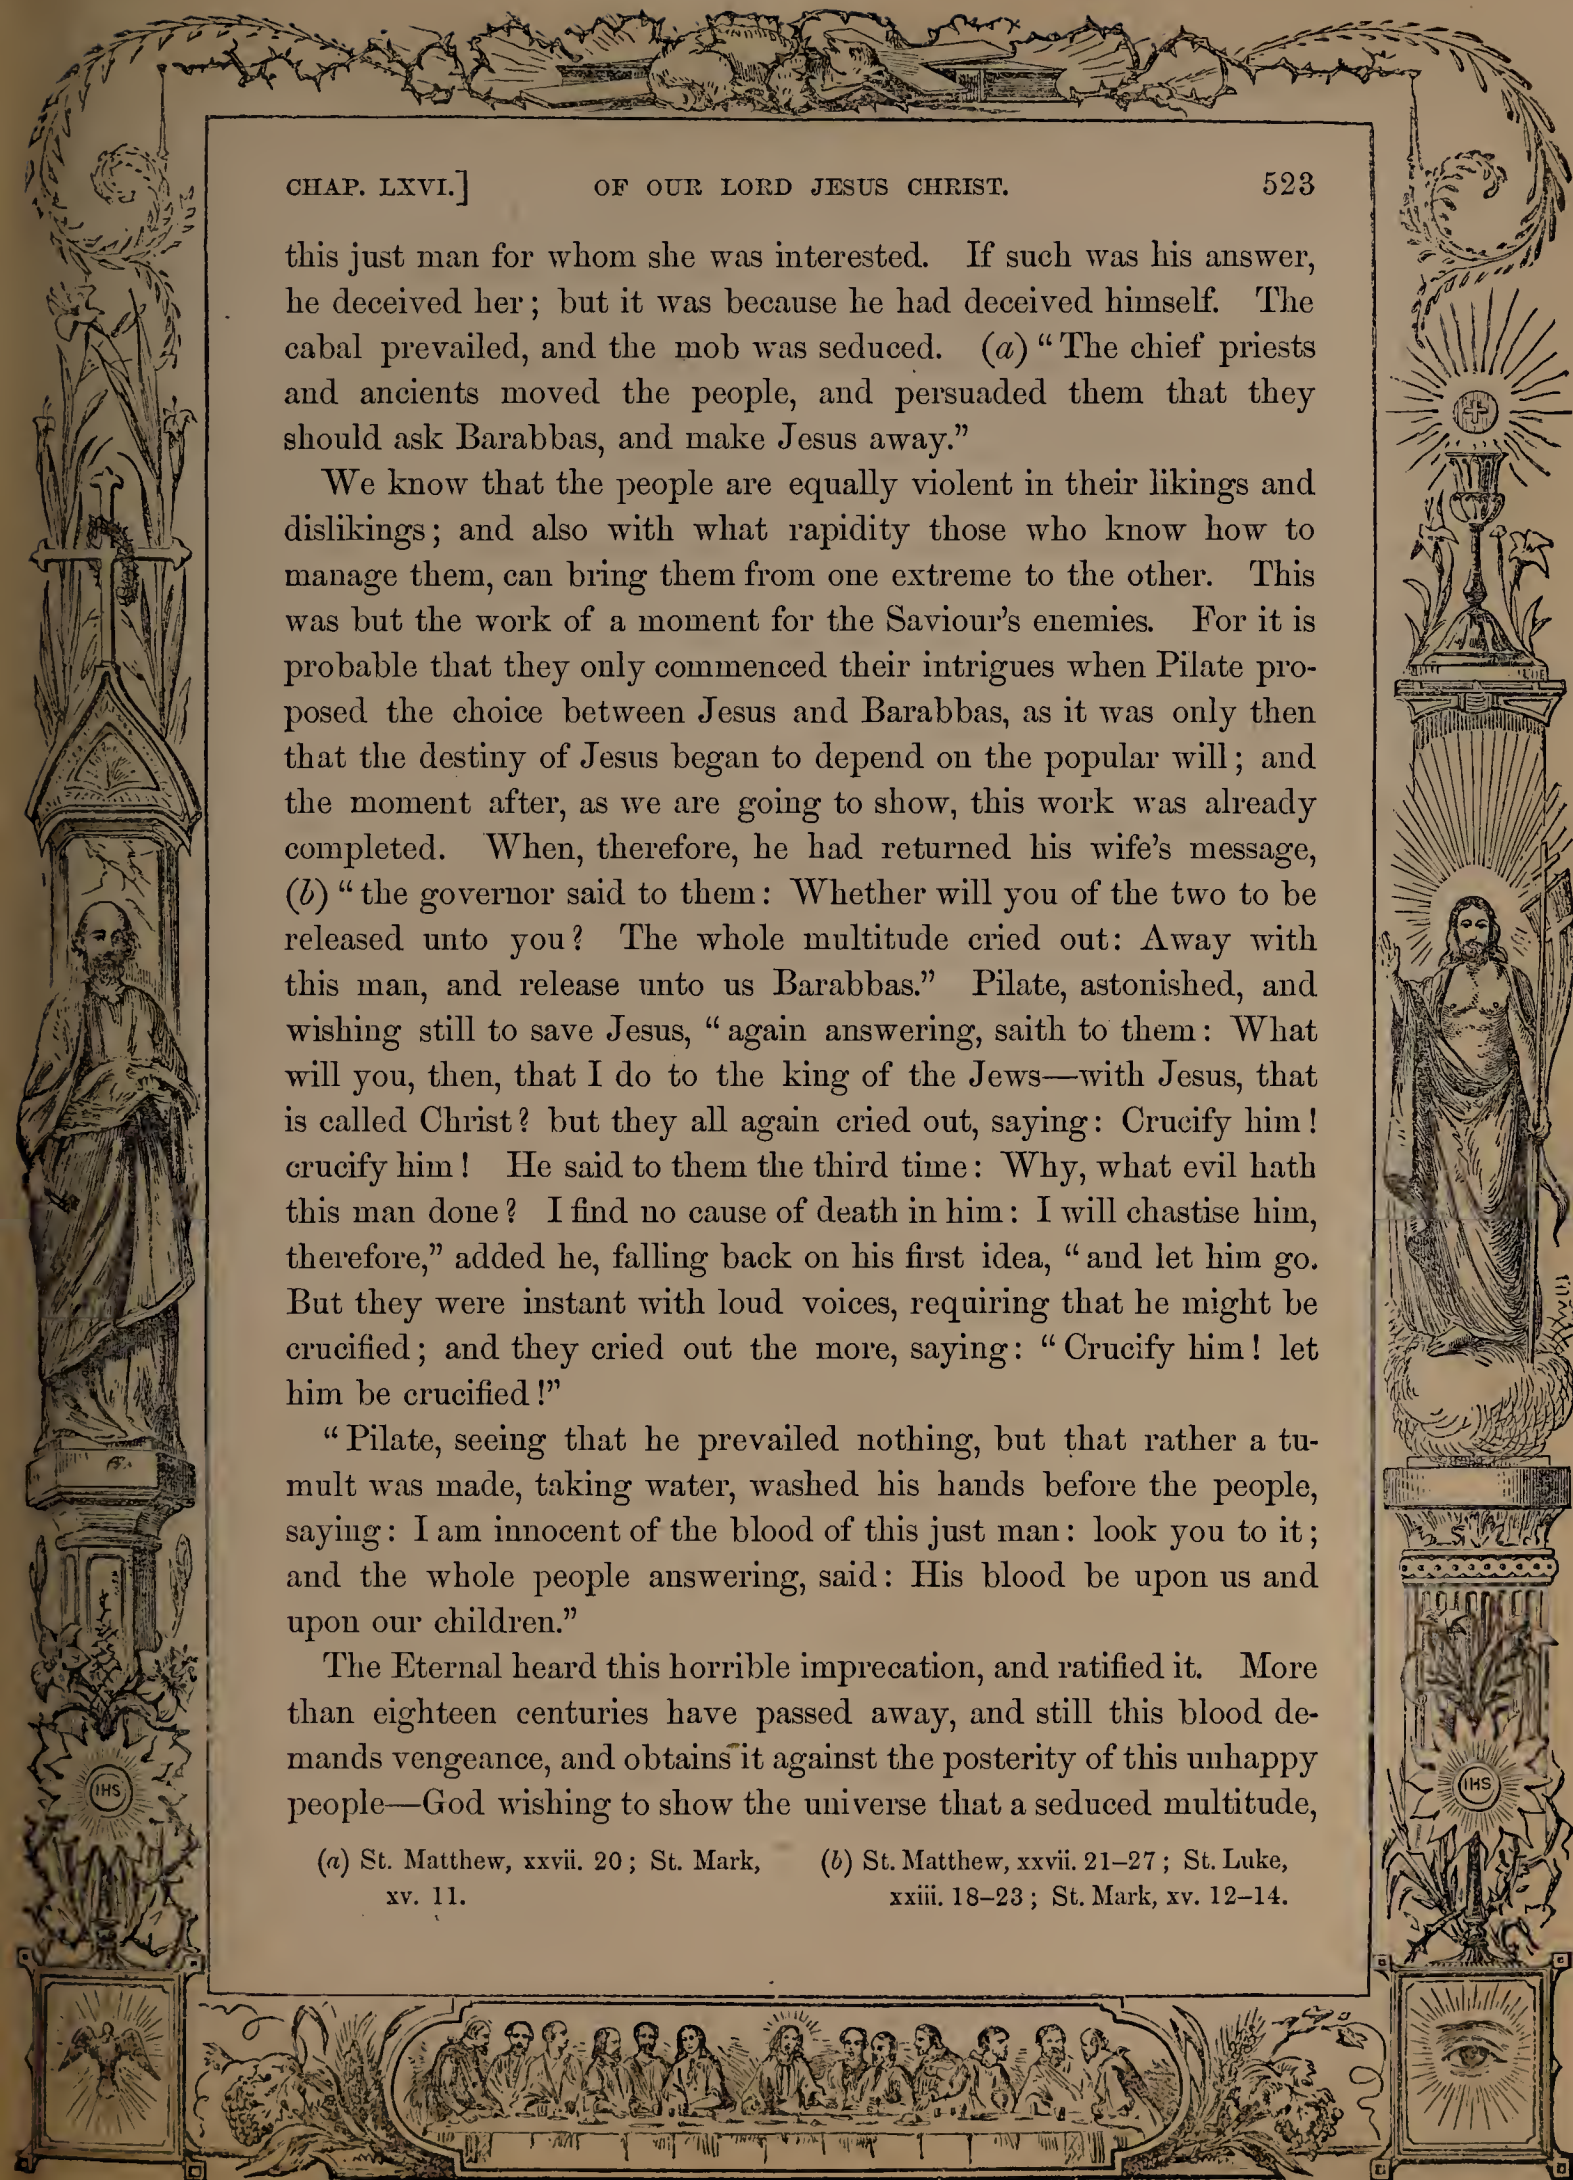 CHAP. LXVI.] OF OUR LORD JESUS CHRIST. 523
this just man for whom she was interested. If such was his answer,
he deceived her; but it was because he had deceived himself. The
cabal prevailed, and the mob was seduced. (a) “The chief priests
and ancients moved the people, and persuaded them that they
should ask Barabbas, and make Jesus away.”
We know that the people are equally violent in their likings and
dislikings; and also with what rapidity those who know how to
manage them, can bring them from one extreme to the other. This
was but the work of a moment for the Saviour’s enemies. For it is
probable that they only commenced their intrigues when Pilate pro-
posed the choice between Jesus and Barabbas, as it was only then
that the destiny of Jesus began to depend on the popular will; and
the moment after, as we are going to show, this work was already
completed. When, therefore, he had returned his wife’s message,
(b) “the governor said to them: Whether will you of the two to be
released unto you? The whole multitude cried out: Away with
this man, and release unto us Barabbas.” Pilate, astonished, and
wishing still to save Jesus, “again answering, saith to them: What
will you, then, that I do to the king of the Jews—with Jesus, that
is called Christ? but they all again cried out, saying: Crucify him!
crucify him! He said to them the third time: Why, what evil hath
this man done? I find no cause of death in him: I will chastise him,
therefore,” added he, falling back on his first idea, “and let him go.
But they were instant with loud voices, requiring that he might be
crucified; and they cried out the more, saying: “Crucify him! let
him be crucified!”
“Pilate, seeing that he prevailed nothing, but that rather a tu-
mult was made, taking water, washed his hands before the people,
saying: I am innocent of the blood of this just man: look you to it;
and the whole people answering, said: His blood be upon us and
upon our children.”
The Eternal heard this horrible imprecation, and ratified it. More
than eighteen centuries have passed away, and still this blood de-
mands vengeance, and obtains it against the posterity of this unhappy
people—God wishing to show the universe that a seduced multitude,
(a) St. Matthew, xxvii. 20; St. Mark,
xv. 11.
(b) St. Matthew, xxvii. 21–27; St. Luke,
xxiii. 18–23; St. Mark, xv. 12–14.
IHS
IHS